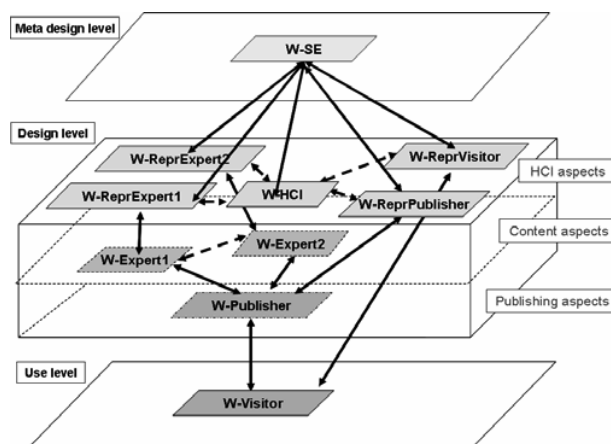 Meta design level
W-SE
Design level
W-ReprExpert2
W-ReprVisitor
HCI aspects
W-ReprExpert1
W-HCI
W-ReprPublisher
Content aspects
W-Expert2
W-Expert1
W-Publisher
Publishing aspects
Use level
W-Visitor